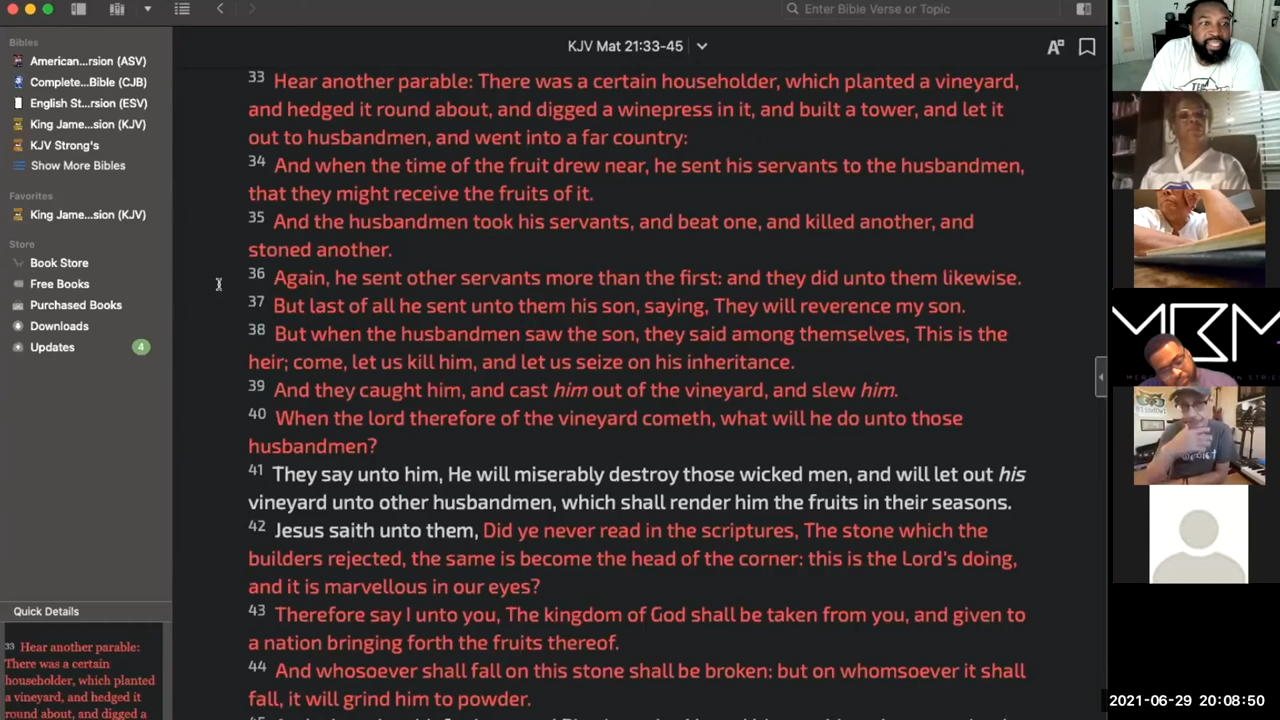 Enter Bible Verse or Topic
KJV Mat 21:33-45
Bibles
American...rsion (ASV)
Complete...Bible (CJB)
English St...rsion (ESV)
King Jame...sion (KJV)
KJV Strong's
Show More Bibles
Favorites
King Jame...sion (KJV)
Store
Book Store
Free Books
Purchased Books
Downloads
Updates
4
Quick Details
33 Hear another parable:
There was a certain
householder, which planted
a vineyard, and hedged it
round about, and digged a
33 Hear another parable: There was a certain householder, which planted a vineyard,
and hedged it round about, and digged a winepress in it, and built a tower, and let it
out to husbandmen, and went into a far country:
34 And when the time of the fruit drew near, he sent his servants to the husbandmen,
that they might receive the fruits of it.
35 And the husbandmen took his servants, and beat one, and killed another, and
stoned another.
36 Again, he sent other servants more than the first: and they did unto them likewise.
37 But last of all he sent unto them his son, saying, They will reverence my son.
38 But when the husbandmen saw the son, they said among themselves, This is the
heir; come, let us kill him, and let us seize on his inheritance.
39 And they caught him, and cast him out of the vineyard, and slew him.
40 When the lord therefore of the vineyard cometh, what will he do unto those
husbandmen?
41 They say unto him, He will miserably destroy those wicked men, and will let out his
vineyard unto other husbandmen, which shall render him the fruits in their seasons.
42 Jesus saith unto them, Did ye never read in the scriptures, The stone which the
builders rejected, the same is become the head of the corner: this is the Lord's doing,
and it is marvellous in our eyes?
43 Therefore say I unto you, The kingdom of God shall be taken from you, and given to
a nation bringing forth the fruits thereof.
44 And whosoever shall fall on this stone shall be broken: but on whomsoever it shall
fall, it will grind him to powder.
MBM
2021-06-29 20:08:50